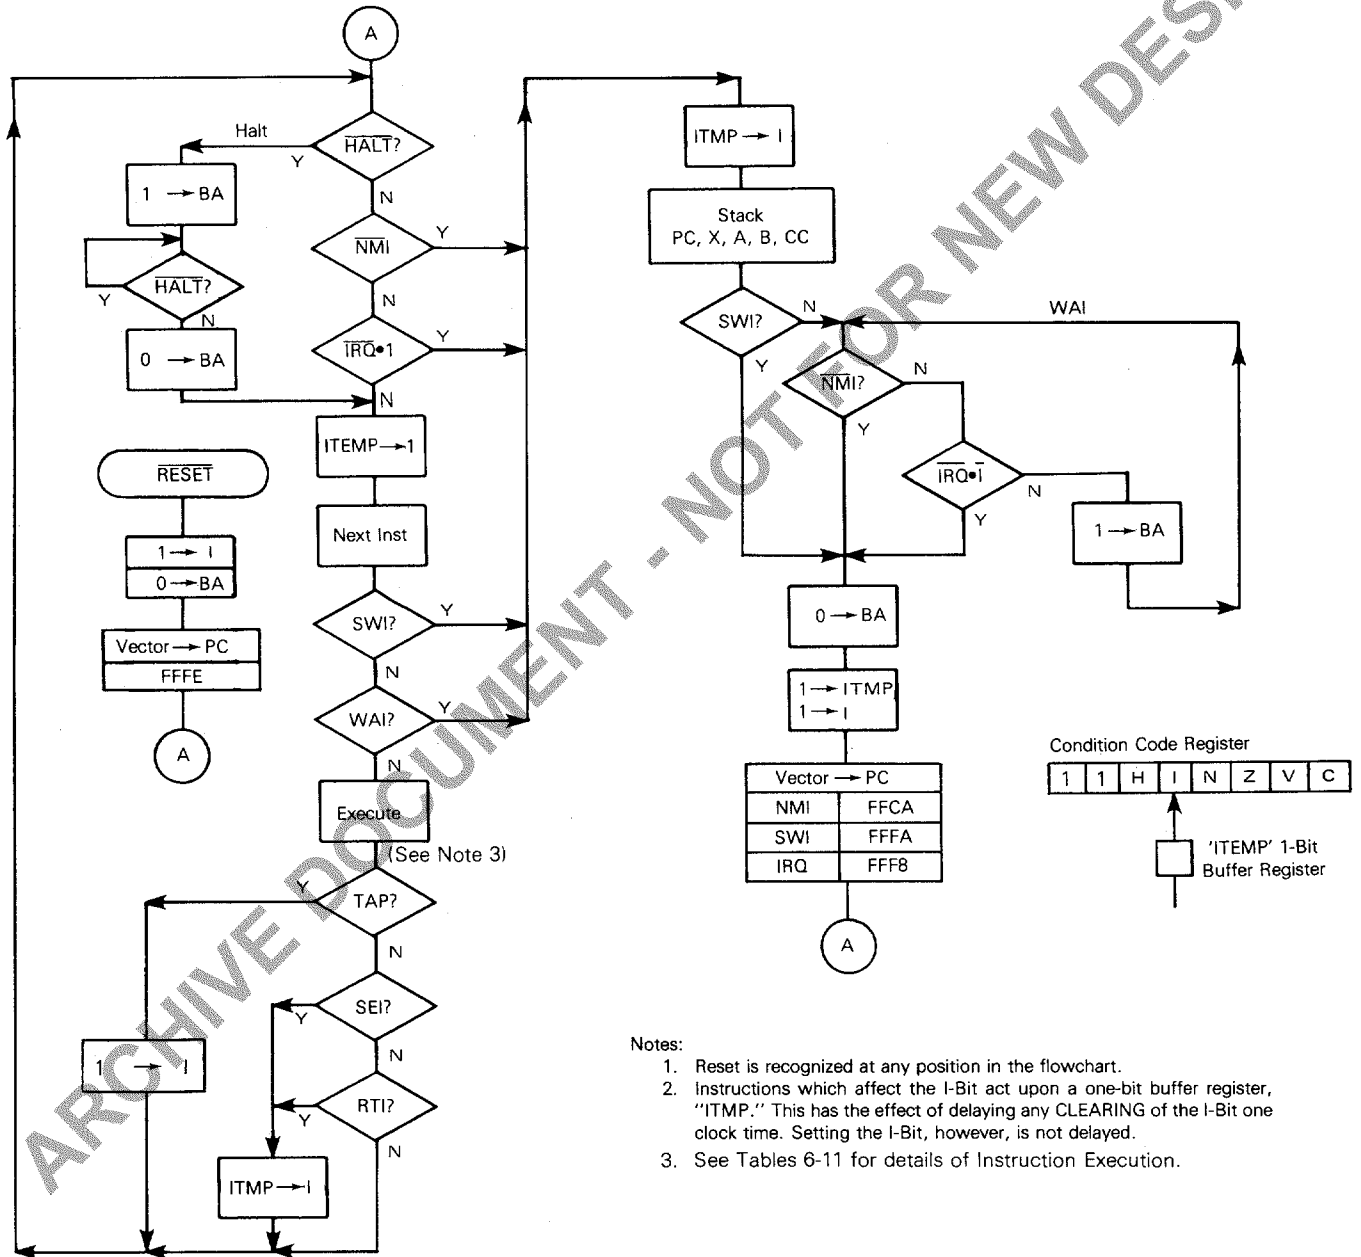 A
HALT?
Halt
Y
N
1 → BA
HALT?
Y
N
0 → BA
NMI
Y
N
IRQ•1
Y
N
ITEMP→1
Next Inst
SWI?
Y
N
WAI?
Y
N
Execute
(See Note 3)
TAP?
Y
N
1 → I
SEI?
Y
N
RTI?
Y
N
ITMP→I
RESET
1 → I
0 → BA
Vector → PC
FFFE
A
ITMP → I
Stack
PC, X, A, B, CC
SWI?
N
Y
WAI
NMI?
N
Y
IRQ•I
N
Y
1 → BA
0 → BA
1 → ITMP
1 → I
Vector → PC
NMI FFCA
SWI FFFA
IRQ FFF8
A
Condition Code Register
1 1 H I N Z V C
'ITEMP' 1-Bit
Buffer Register
Notes:
1. Reset is recognized at any position in the flowchart.
2. Instructions which affect the I-Bit act upon a one-bit buffer register,
"ITMP." This has the effect of delaying any CLEARING of the I-Bit one
clock time. Setting the I-Bit, however, is not delayed.
3. See Tables 6-11 for details of Instruction Execution.
ARCHIVE DOCUMENT - NOT FOR NEW DESI